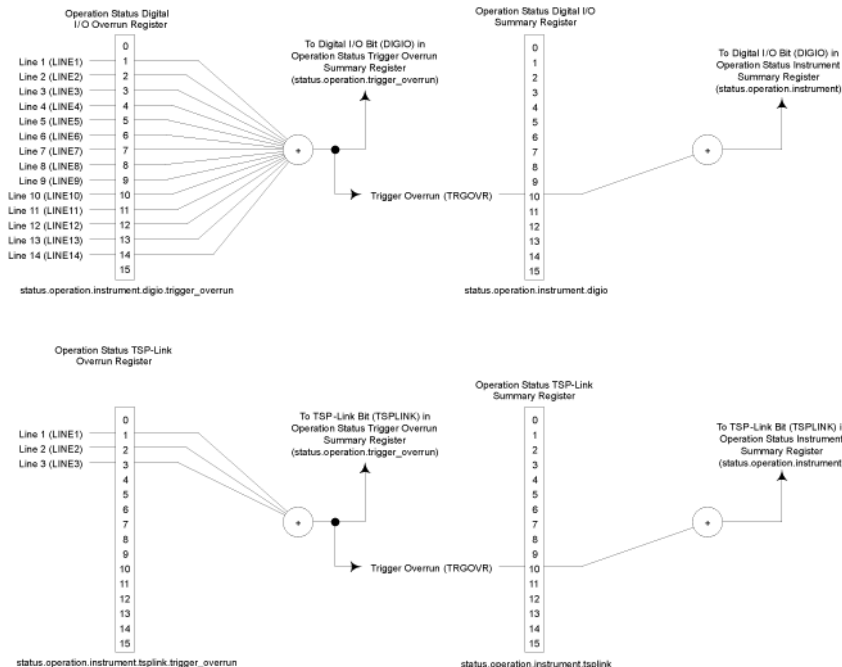 Operation Status Digital
I/O Overrun Register
0
Line 1 (LINE1) 1
Line 2 (LINE2) 2
Line 3 (LINE3) 3
Line 4 (LINE4) 4
Line 5 (LINE5) 5
Line 6 (LINE6) 6
Line 7 (LINE7) 7
Line 8 (LINE8) 8
Line 9 (LINE9) 9
Line 10 (LINE10) 10
Line 11 (LINE11) 11
Line 12 (LINE12) 12
Line 13 (LINE13) 13
Line 14 (LINE14) 14
15
status.operation.instrument.digio.trigger_overrun
To Digital I/O Bit (DIGIO) in
Operation Status Trigger Overrun
Summary Register
(status.operation.trigger_overrun)
+
Trigger Overrun (TRGOVR)
Operation Status Digital I/O
Summary Register
0
1
2
3
4
5
6
7
8
9
10
11
12
13
14
15
status.operation.instrument.digio
To Digital I/O Bit (DIGIO) in
Operation Status Instrument
Summary Register
(status.operation.instrument)
+
Operation Status TSP-Link
Overrun Register
0
Line 1 (LINE1) 1
Line 2 (LINE2) 2
Line 3 (LINE3) 3
4
5
6
7
8
9
10
11
12
13
14
15
status.operation.instrument.tsplink.trigger_overrun
To TSP-Link Bit (TSPLINK) in
Operation Status Trigger Overrun
Summary Register
(status.operation.trigger_overrun)
+
Trigger Overrun (TRGOVR)
Operation Status TSP-Link
Summary Register
0
1
2
3
4
5
6
7
8
9
10
11
12
13
14
15
status.operation.instrument.tsplink
To TSP-Link Bit (TSPLINK) i
Operation Status Instrument
Summary Register
(status.operation.instrument
+